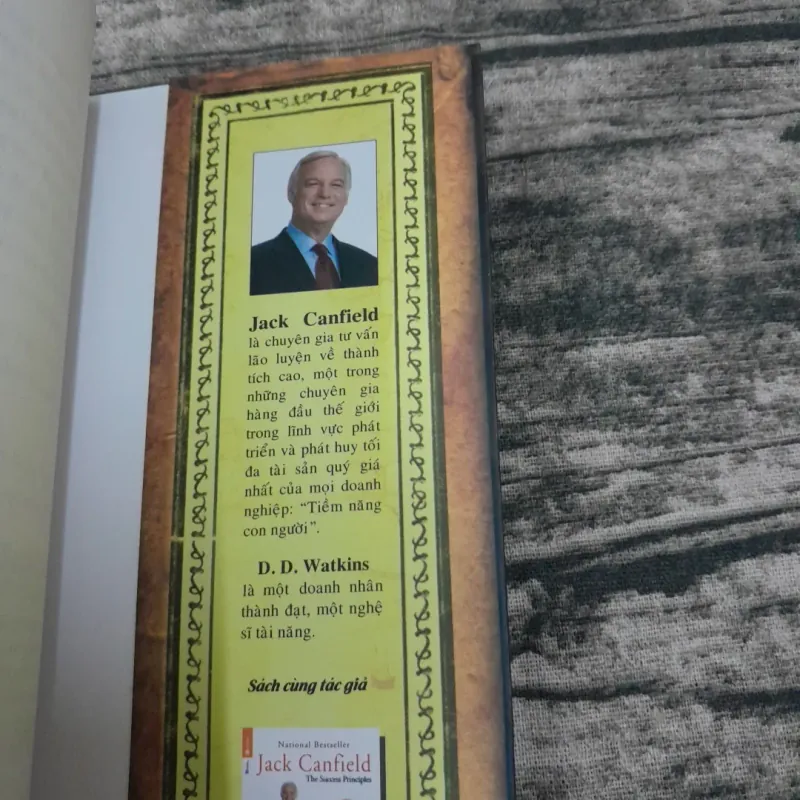 Jack Canfield
là chuyên gia tư vấn
lão luyện về thành
tích cao, một trong
những chuyên gia
hàng đầu thế giới
trong lĩnh vực phát
triển và phát huy tối
đa tài sản quý giá
nhất của mọi doanh
nghiệp: “Tiềm năng
con người”.
D. D. Watkins
là một doanh nhân
thành đạt, một nghệ
sĩ tài năng.
Sách cùng tác giả
National Bestseller
Jack Canfield
The Success Principles